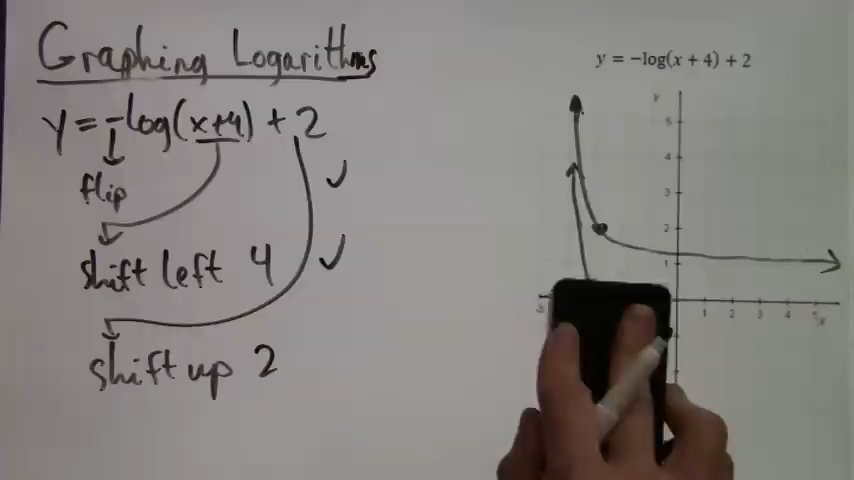 Graphing Logarithms
y = -log(x+4) + 2
y = −log(x + 4) + 2
flip
shift left 4
shift up 2
y
5
4
3
2
1
1 2 3 4 5 x